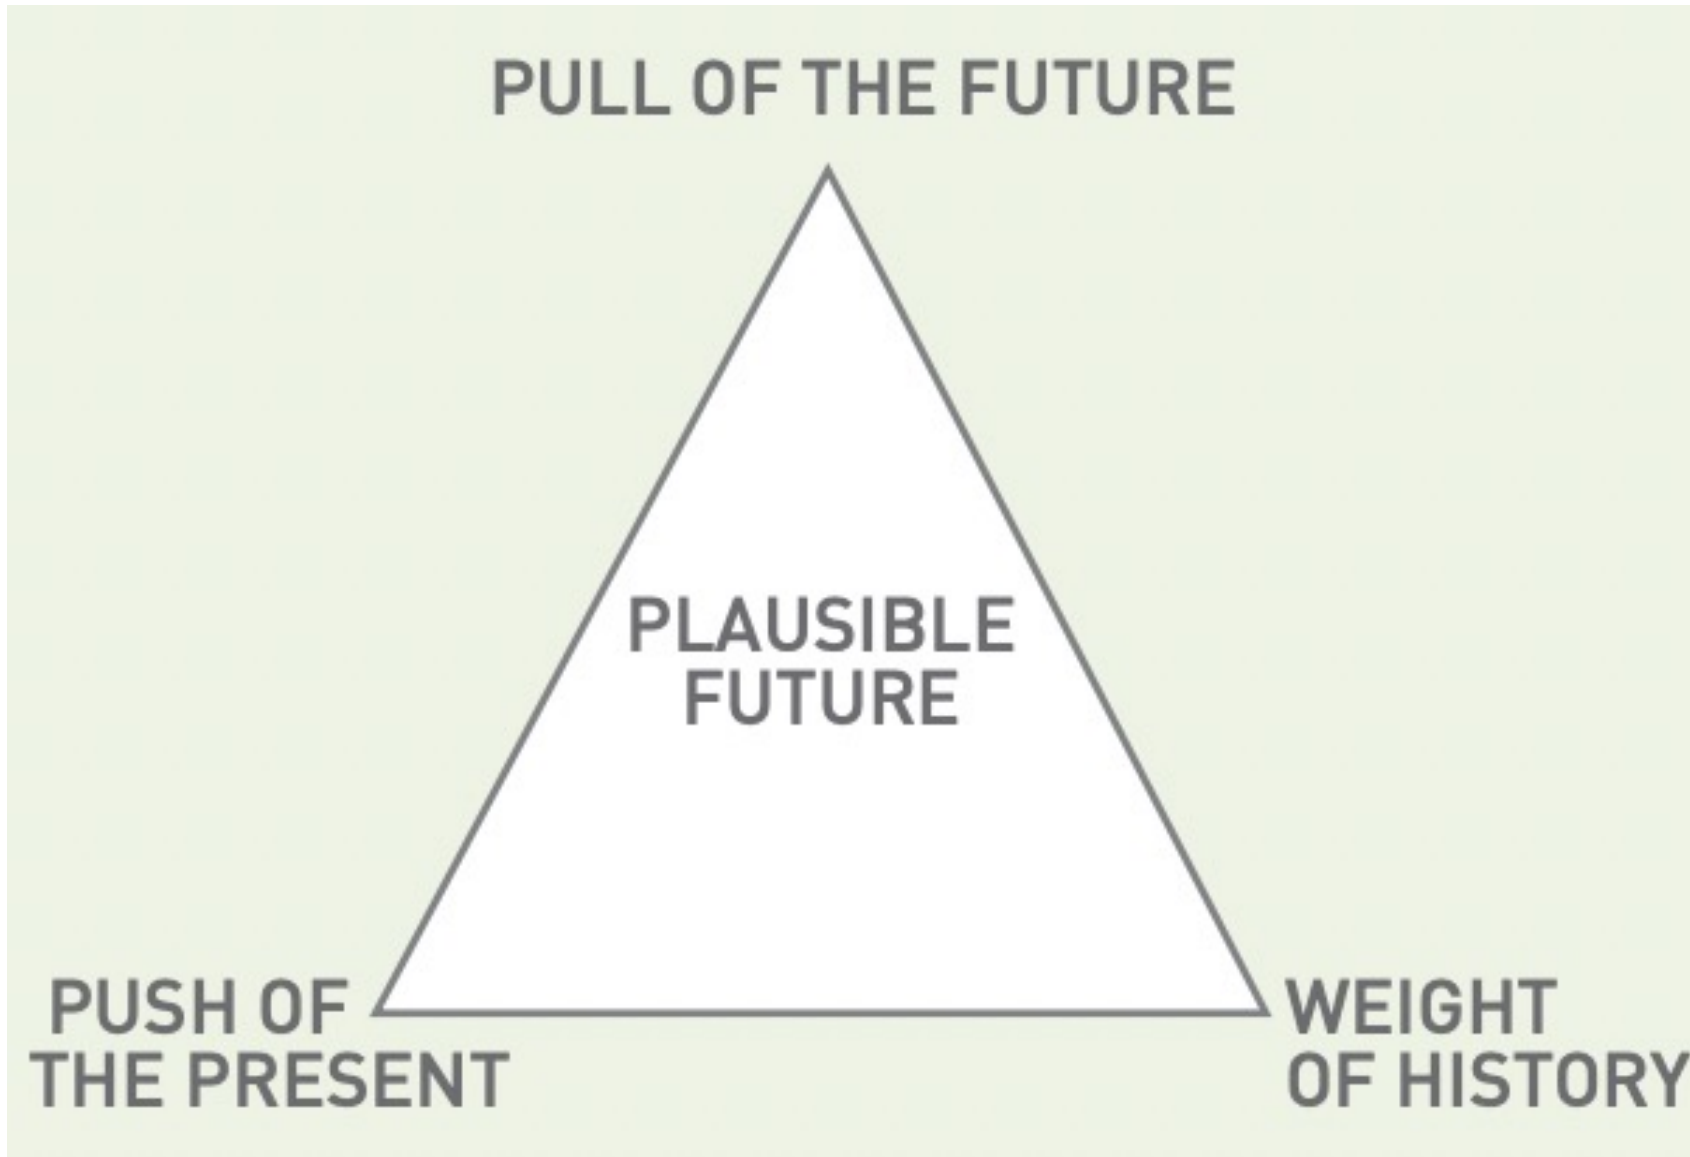 PULL OF THE FUTURE
PLAUSIBLE
FUTURE
PUSH OF
THE PRESENT
WEIGHT
OF HISTORY